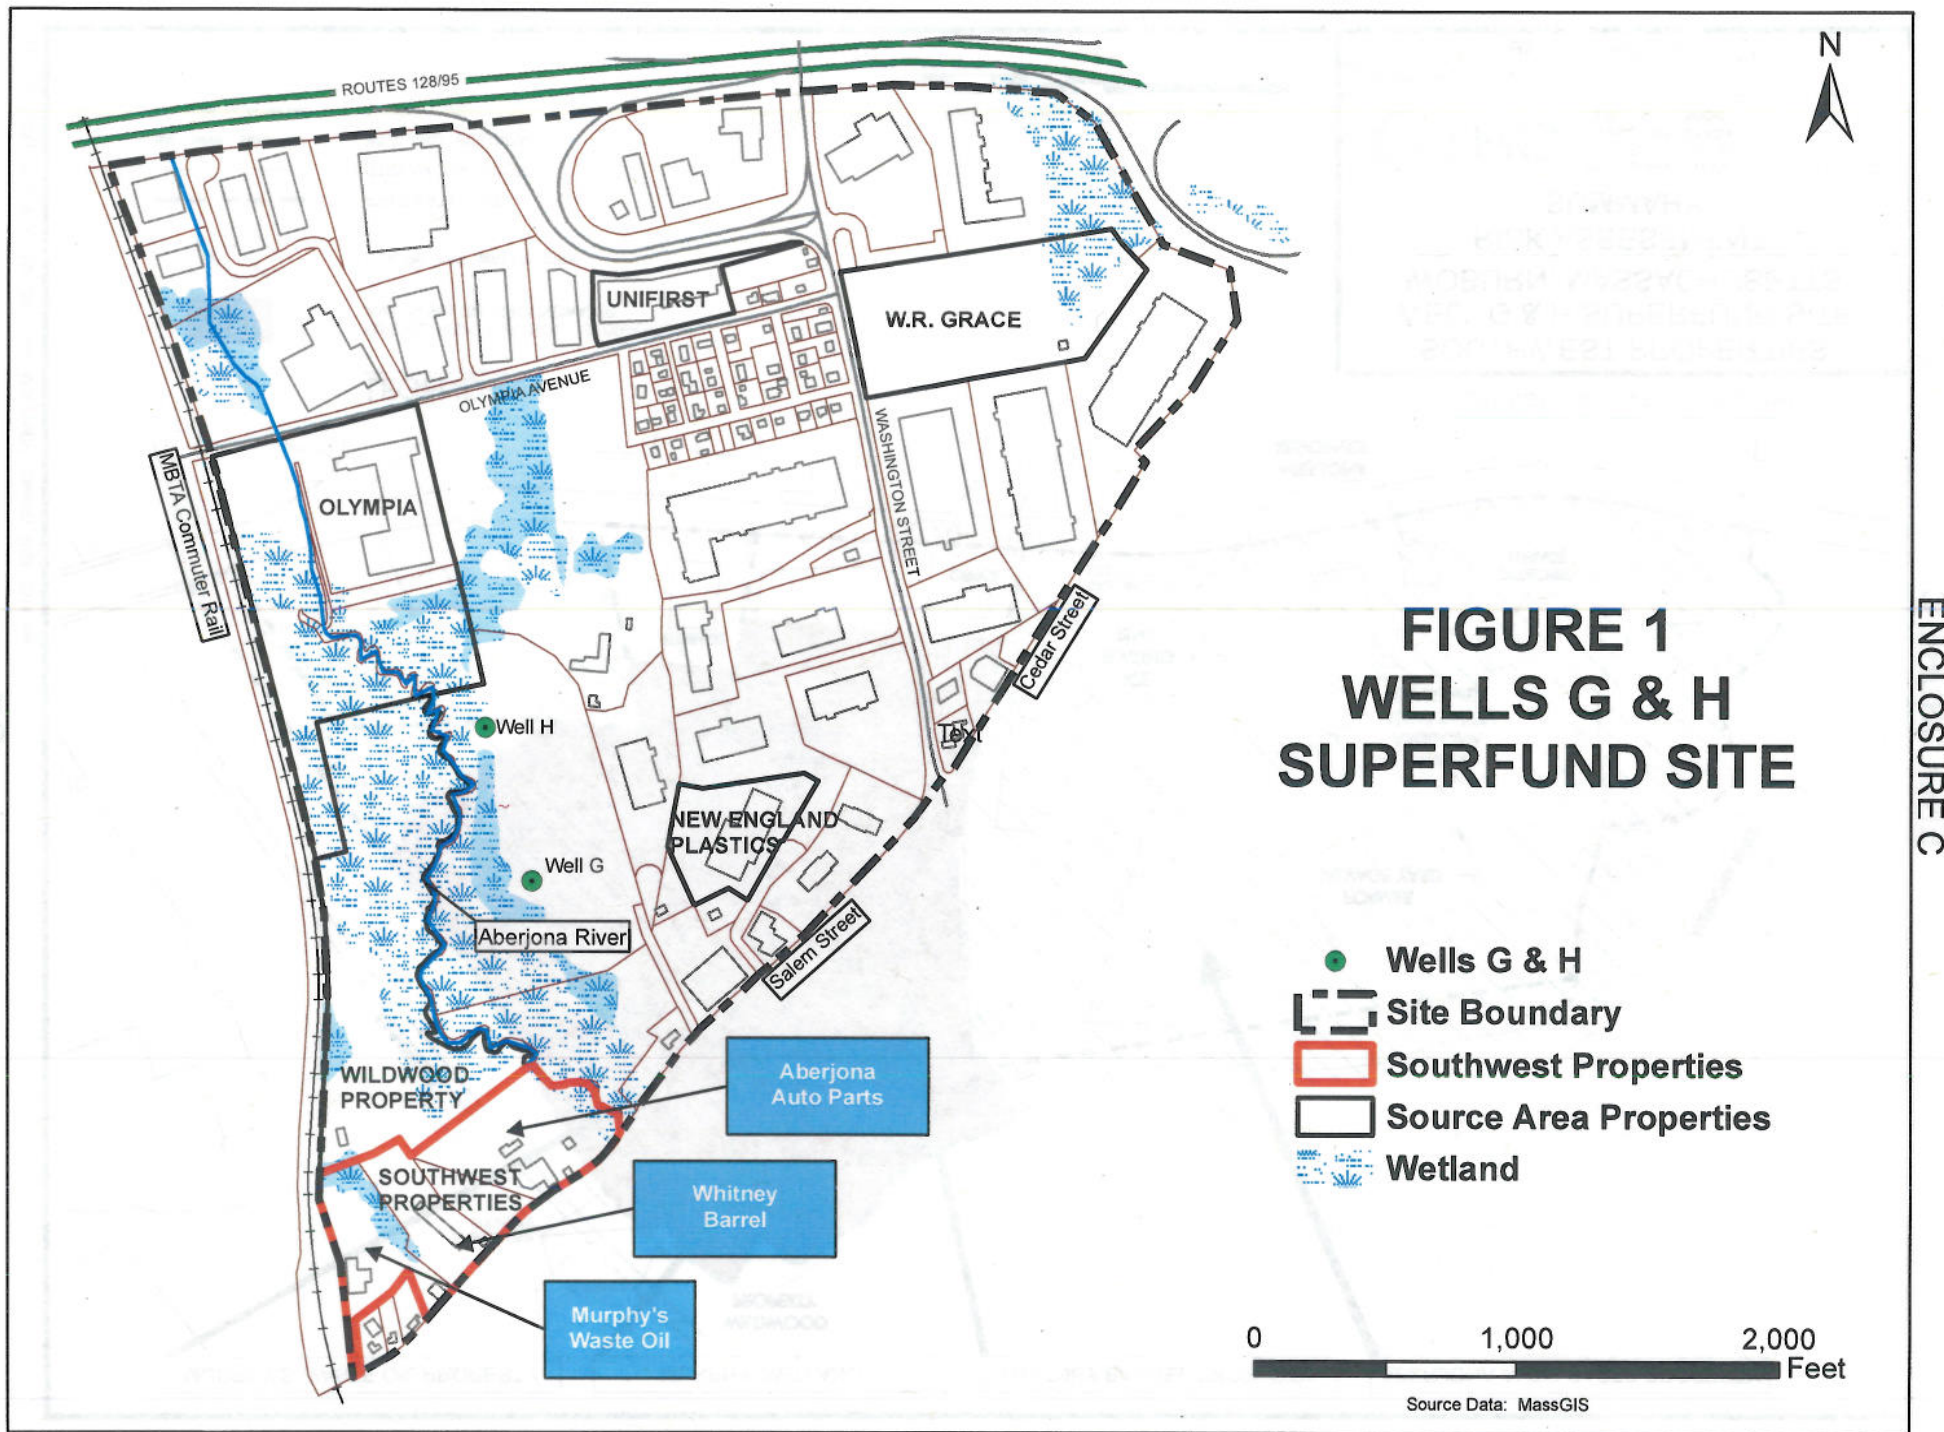 N
ROUTES 128/95
UNIFIRST
W.R. GRACE
OLYMPIA AVENUE
WASHINGTON STREET
MBTA Commuter Rail
OLYMPIA
Cedar Street
Well H
Text
NEW ENGLAND
PLASTICS
Well G
Aberjona River
Salem Street
WILDWOOD
PROPERTY
Aberjona
Auto Parts
SOUTHWEST
PROPERTIES
Whitney
Barrel
Murphy's
Waste Oil
FIGURE 1
WELLS G & H
SUPERFUND SITE
ENCLOSURE C
Wells G & H
Site Boundary
Southwest Properties
Source Area Properties
Wetland
0 1,000 2,000
Feet
Source Data: MassGIS